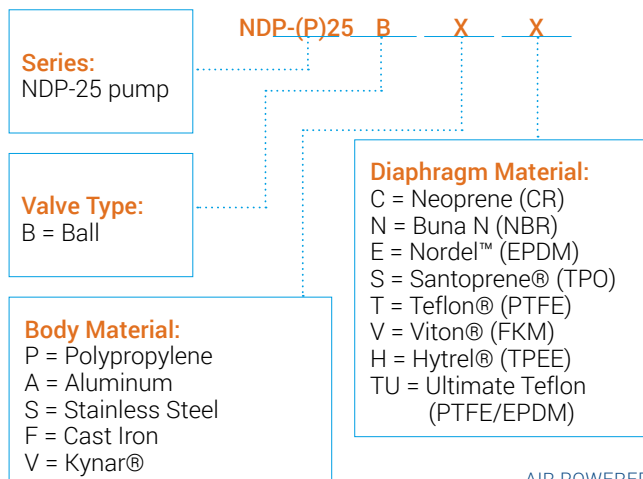 NDP-(P)25 B X X
Series:
NDP-25 pump
Valve Type:
B = Ball
Body Material:
P = Polypropylene
A = Aluminum
S = Stainless Steel
F = Cast Iron
V = Kynar®
Diaphragm Material:
C = Neoprene (CR)
N = Buna N (NBR)
E = Nordel™ (EPDM)
S = Santoprene® (TPO)
T = Teflon® (PTFE)
V = Viton® (FKM)
H = Hytrel® (TPEE)
TU = Ultimate Teflon
(PTFE/EPDM)
AIR POWERED